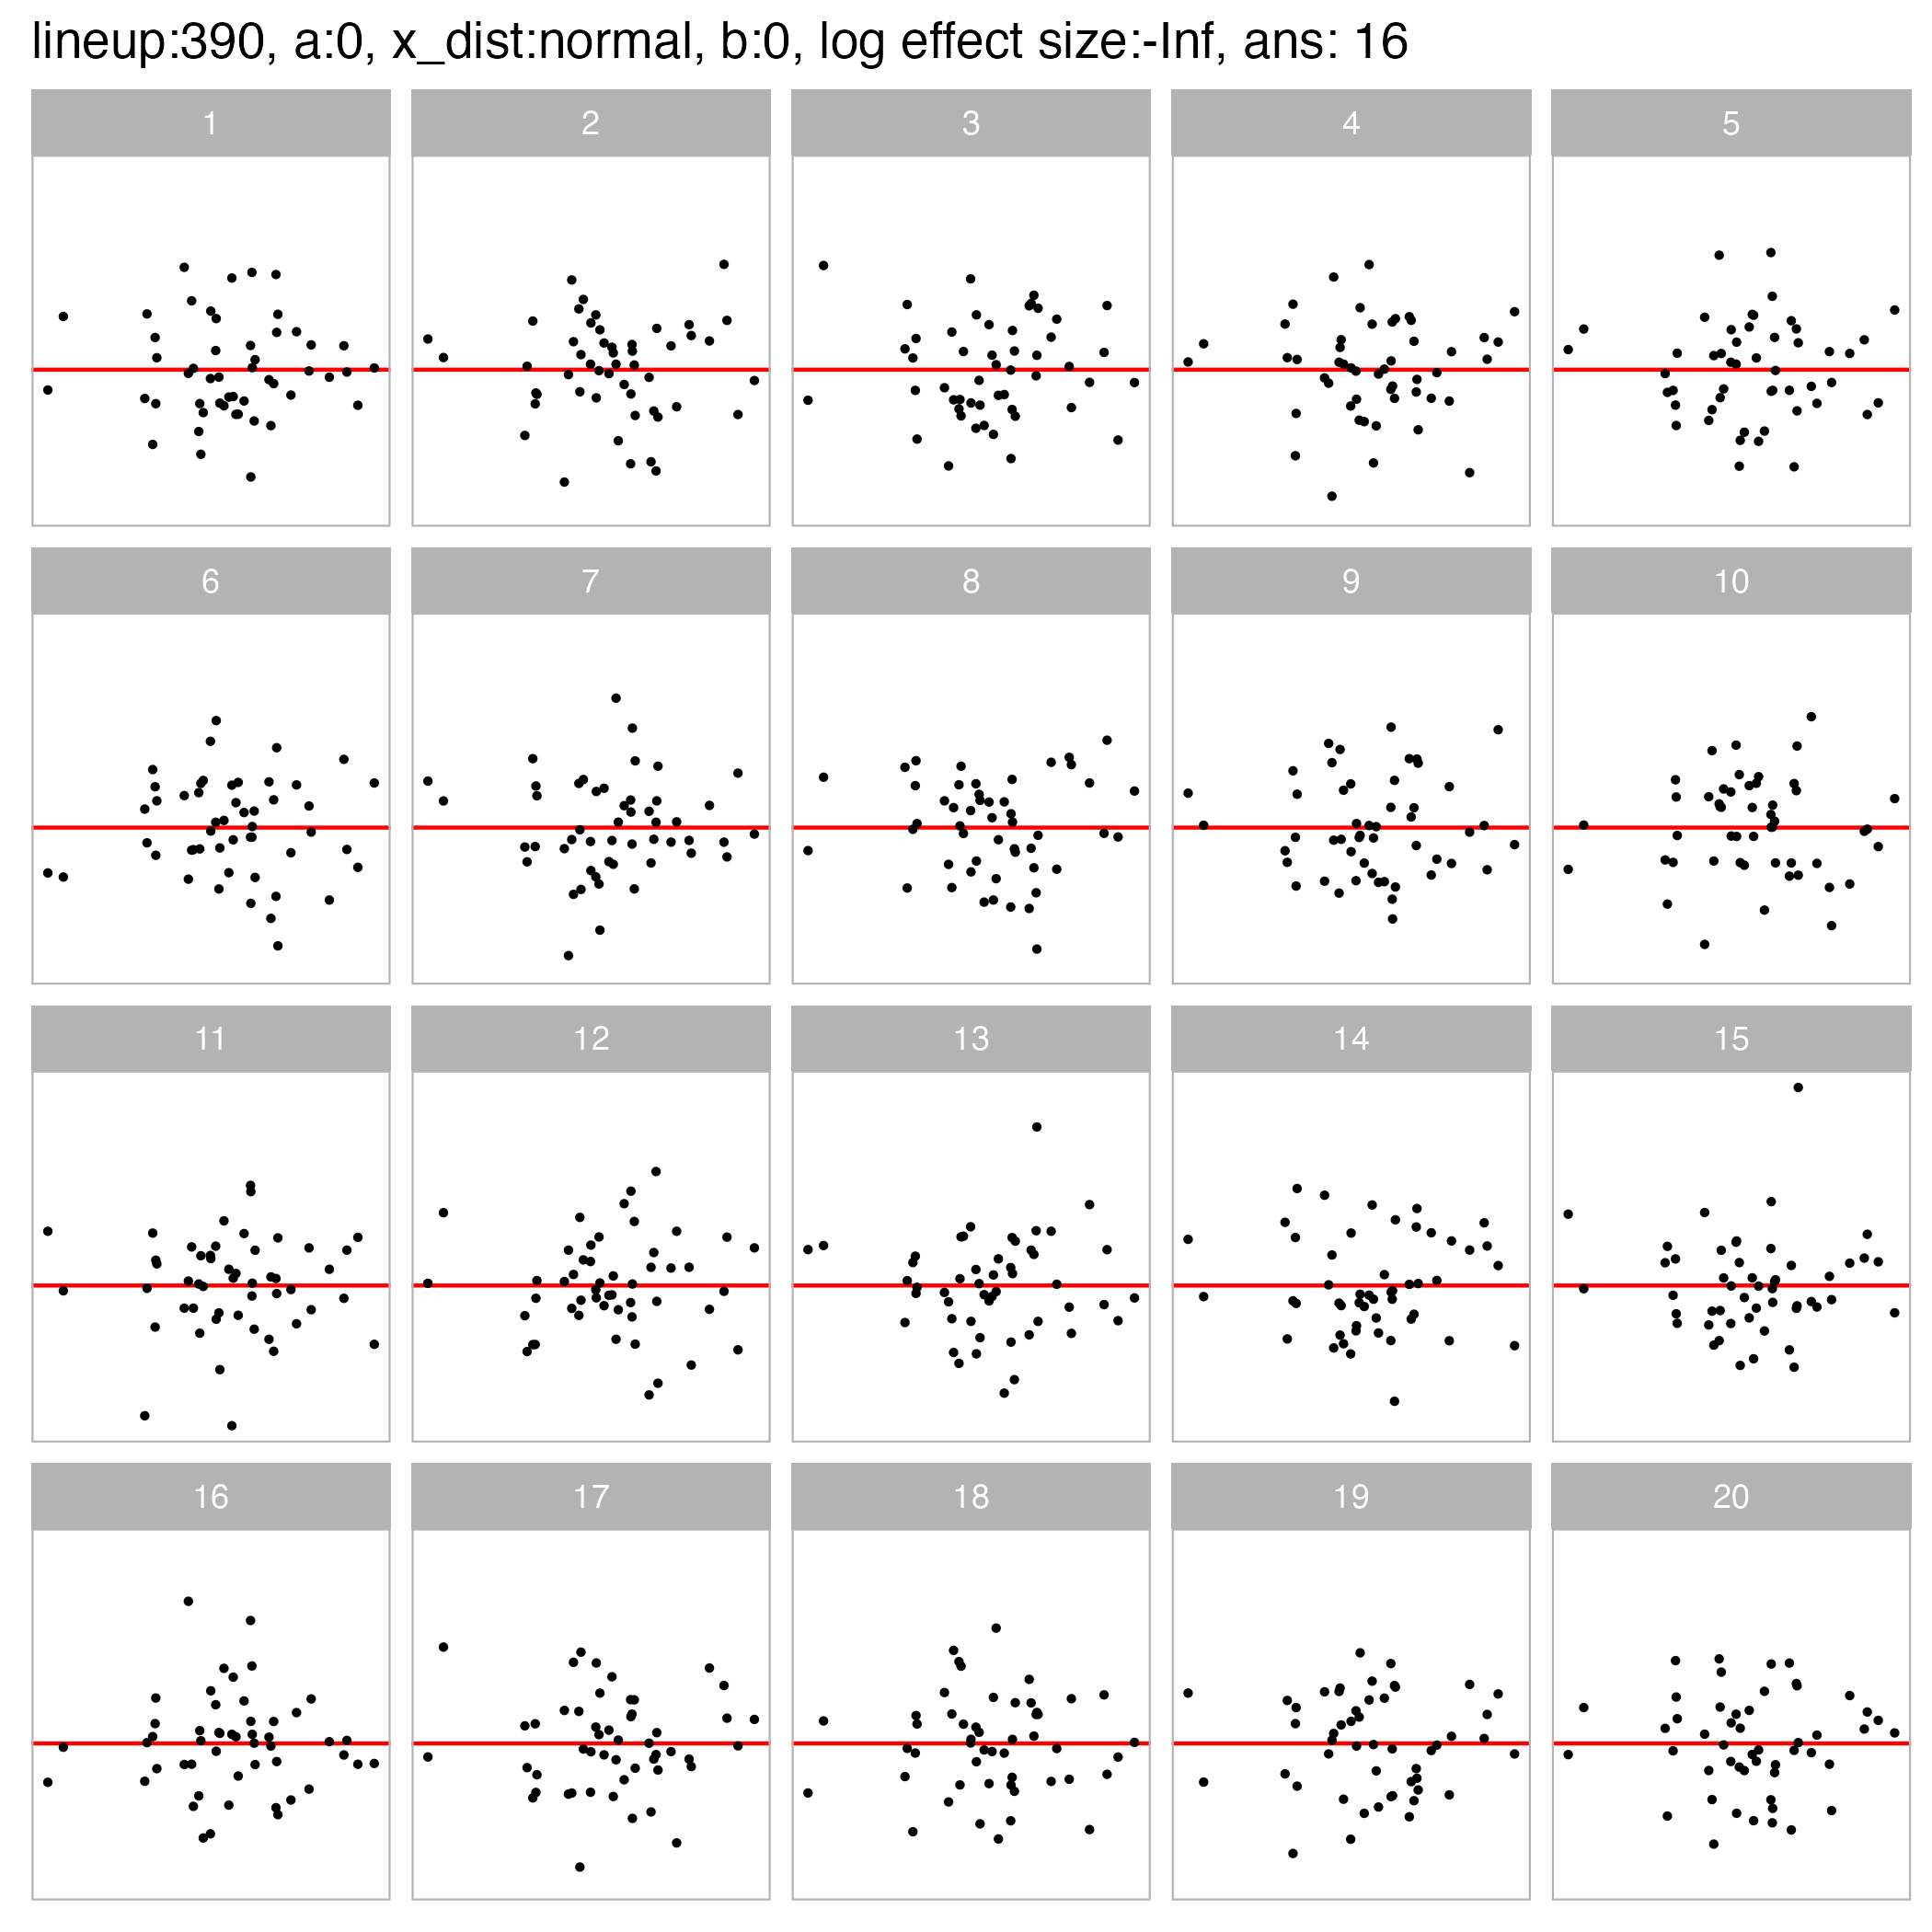 lineup:390, a:0, x_dist:normal, b:0, log effect size:-Inf, ans: 16
1 2 3 4 5
6 7 8 9 10
11 12 13 14 15
16 17 18 19 20